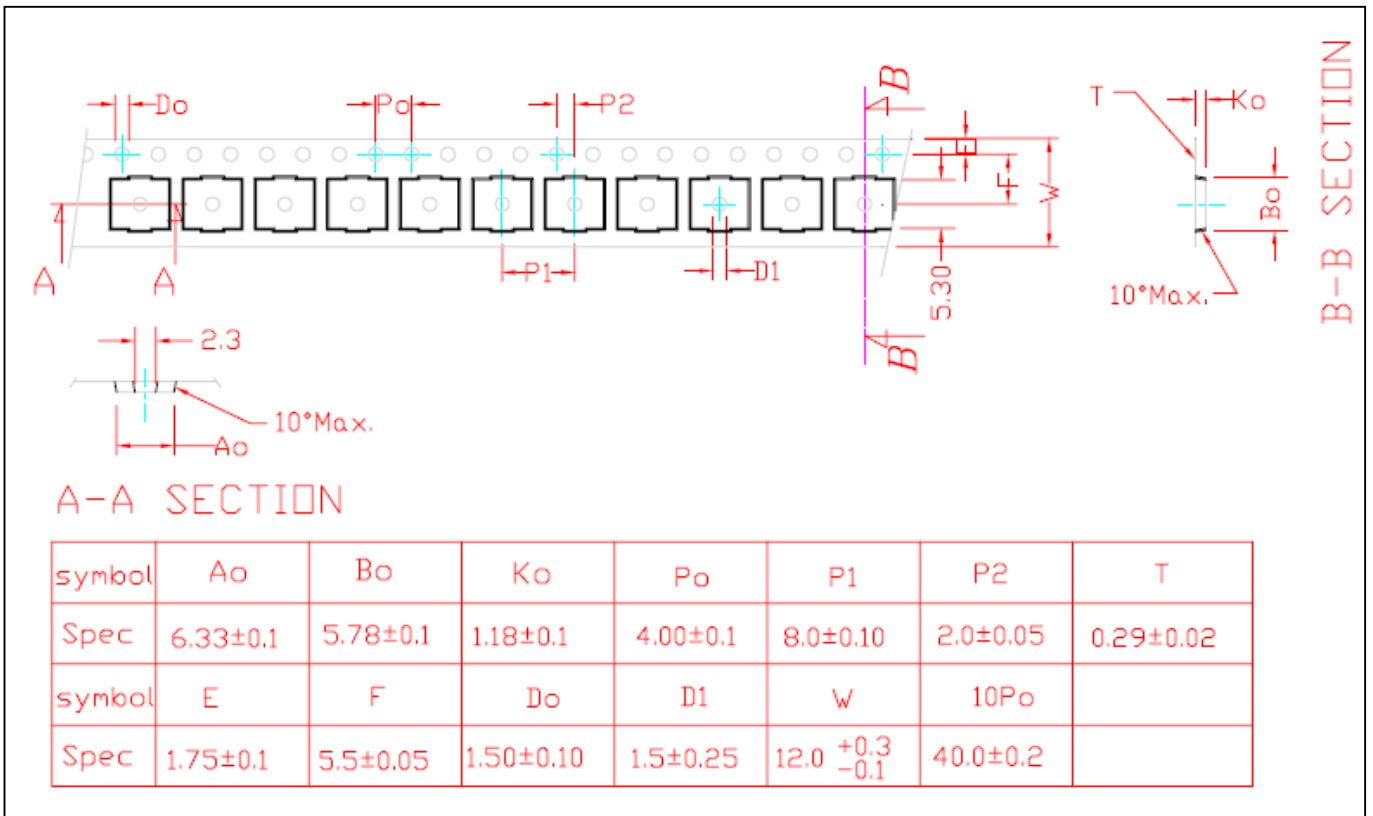 Do
Po
P2
B
T
Ko
E
F
W
Bo
A
A
P1
D1
5.30
10°Max.
B
B-B SECTION
2.3
10°Max.
Ao
A-A SECTION
symbol Ao Bo Ko Po P1 P2 T
Spec 6.33±0.1 5.78±0.1 1.18±0.1 4.00±0.1 8.0±0.10 2.0±0.05 0.29±0.02
symbol E F Do D1 W 10Po
Spec 1.75±0.1 5.5±0.05 1.50±0.10 1.5±0.25 12.0 +0.3 -0.1 40.0±0.2